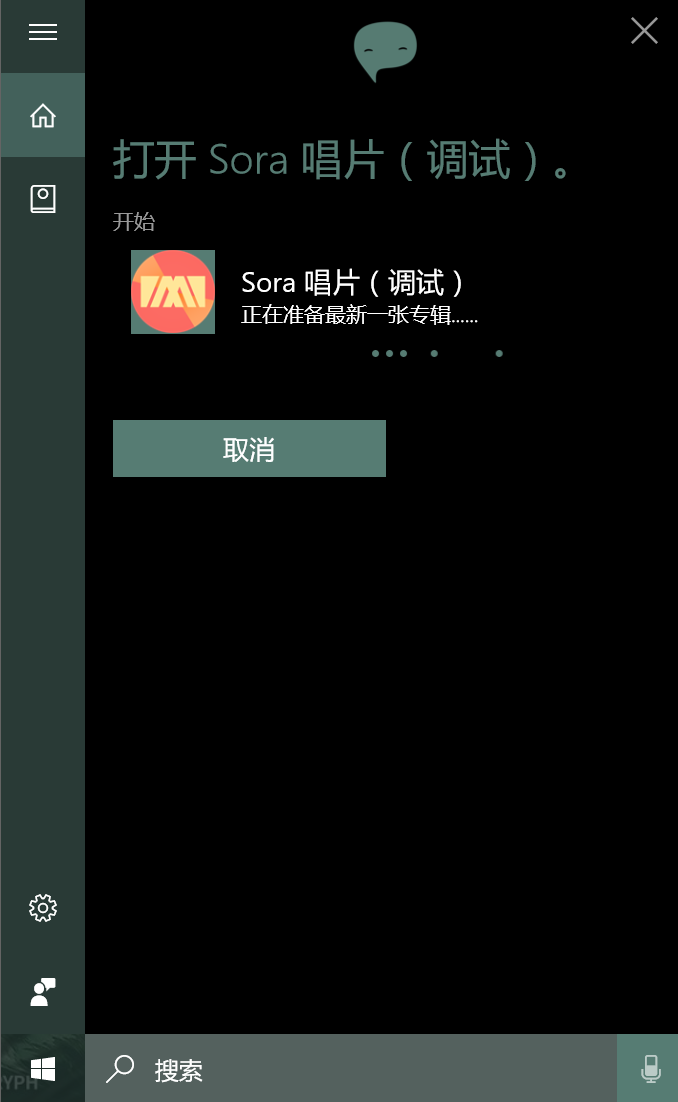 打开 Sora 唱片（调试）。
开始
Sora 唱片（调试）
正在准备最新一张专辑......
取消
搜索